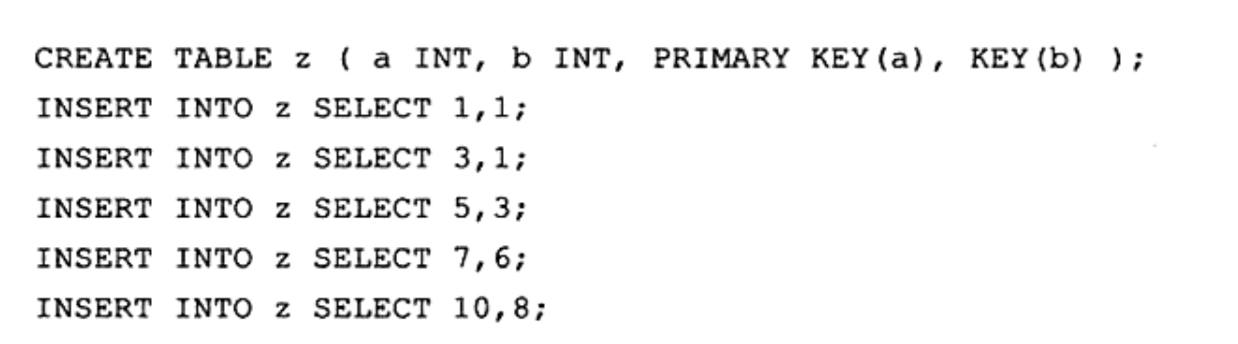 CREATE TABLE z ( a INT, b INT, PRIMARY KEY(a), KEY(b) );
INSERT INTO z SELECT 1,1;
INSERT INTO z SELECT 3,1;
INSERT INTO z SELECT 5,3;
INSERT INTO z SELECT 7,6;
INSERT INTO z SELECT 10,8;